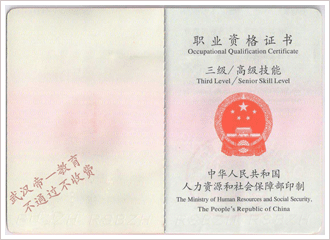 武汉帝一教育
不通过不收费
职业资格证书
Occupational Qualification Certificate
三级/高级技能
Third Level/Senior Skill Level
中华人民共和国
人力资源和社会保障部印制
The Ministry of Human Resources and Social Security,
The People's Republic of China